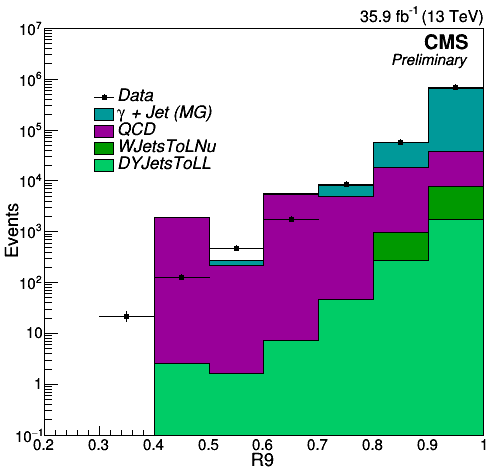 35.9 fb⁻¹ (13 TeV)
CMS
Preliminary
Data
γ + Jet (MG)
QCD
WJetsToLNu
DYJetsToLL
Events
10⁷
10⁶
10⁵
10⁴
10³
10²
10
1
10⁻¹
0.2 0.3 0.4 0.5 0.6 0.7 0.8 0.9 1
R9